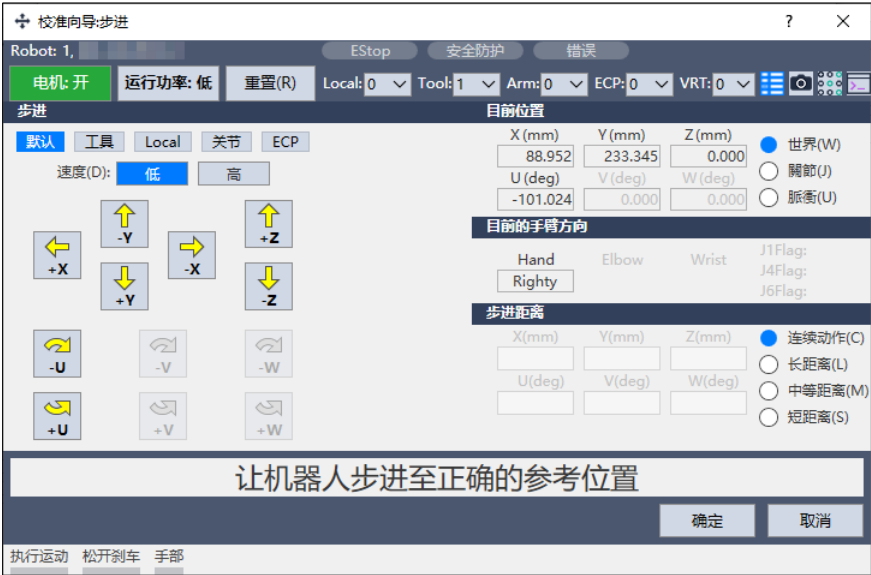 校准向导:步进 ? ×
Robot: 1, EStop 安全防护 错误
电机: 开 运行功率: 低 重置(R) Local: 0 Tool: 1 Arm: 0 ECP: 0 VRT: 0
步进 目前位置
默认 工具 Local 关节 ECP
速度(D): 低 高
-Y +Z
+X -X
+Y -Z
-U -V -W
+U +V +W
X (mm) Y (mm) Z (mm)
88.952 233.345 0.000
U (deg) V (deg) W (deg)
-101.024 0.000 0.000
世界(W)
關節(J)
脈衝(U)
目前的手臂方向
Hand Elbow Wrist
Righty
J1Flag:
J4Flag:
J6Flag:
步进距离
X(mm) Y(mm) Z(mm)
U(deg) V(deg) W(deg)
连续动作(C)
长距离(L)
中等距离(M)
短距离(S)
让机器人步进至正确的参考位置
确定 取消
执行运动 松开刹车 手部